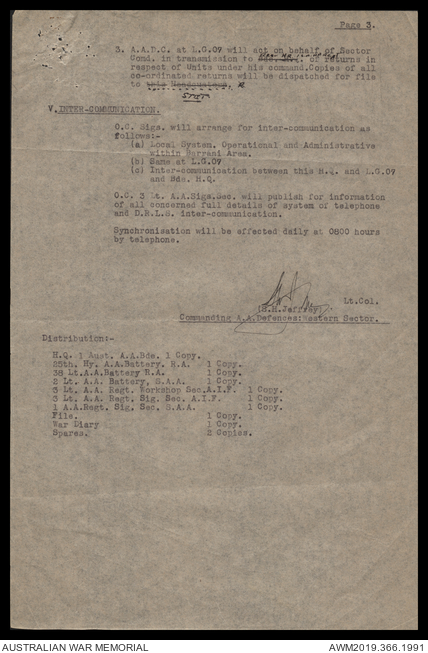 Page 3.
3. A.A.D.C. at L.G.09 will act on behalf of Sector
Comd. in transmission to of returns in
respect of Units under his command.Copies of all
co-ordinated returns will be dispatched for file
to this Headquarters.
V. INTER-COMMUNICATION.
O.C. Sigs. will arrange for inter-communication as
follows:-
(a) Local System, Operational and Administrative
within Barrani Area.
(b) Same at L.G.09
(c) Inter-communication between this H.Q. and L.G.09
and Bde. H.Q.
O.C. 3 Lt. A.A.Sigs.Sec. will publish for information
of all concerned full details of system of telephone
and D.R.L.S. inter-communication.
Synchronisation will be effected daily at 0800 hours
by telephone.
Lt.Col.
(S.H.Jeffrey)
Commanding A.A.Defences:Western Sector.
Distribution:-
H.Q. 1 Aust. A.A.Bde. 1 Copy.
25th. Hy. A.A.Battery. R.A. 1 Copy.
38 Lt.A.A.Battery R.A. 1 Copy.
2 Lt. A.A. Battery, S.A.A. 1 Copy.
3 Lt. A.A. Regt. Workshop Sec.A.I.F. 1 Copy.
3 Lt. A.A. Regt. Sig. Sec. A.I.F. 1 Copy.
1 A.A.Regt. Sig. Sec. S.A.A. 1 Copy.
File. 1 Copy.
War Diary 1 Copy.
Spares. 2 Copies.
AUSTRALIAN WAR MEMORIAL AWM2019.366.1991